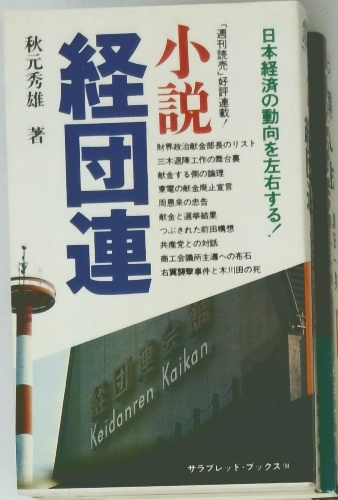 日本経済の動向を左右する!
「週刊読売」好評連載!
小説
経団連
秋元秀雄 著
財界政治献金部長のリスト
三木退陣工作の舞台裏
献金する側の論理
東電の献金廃止宣言
周恩来の忠告
献金と選挙結果
つぶされた前田構想
共産党との対話
商工会議所主導への布石
右翼襲撃事件と木川田の死
経団連会館
Keidanren Kaikan
サラブレッド・ブックス